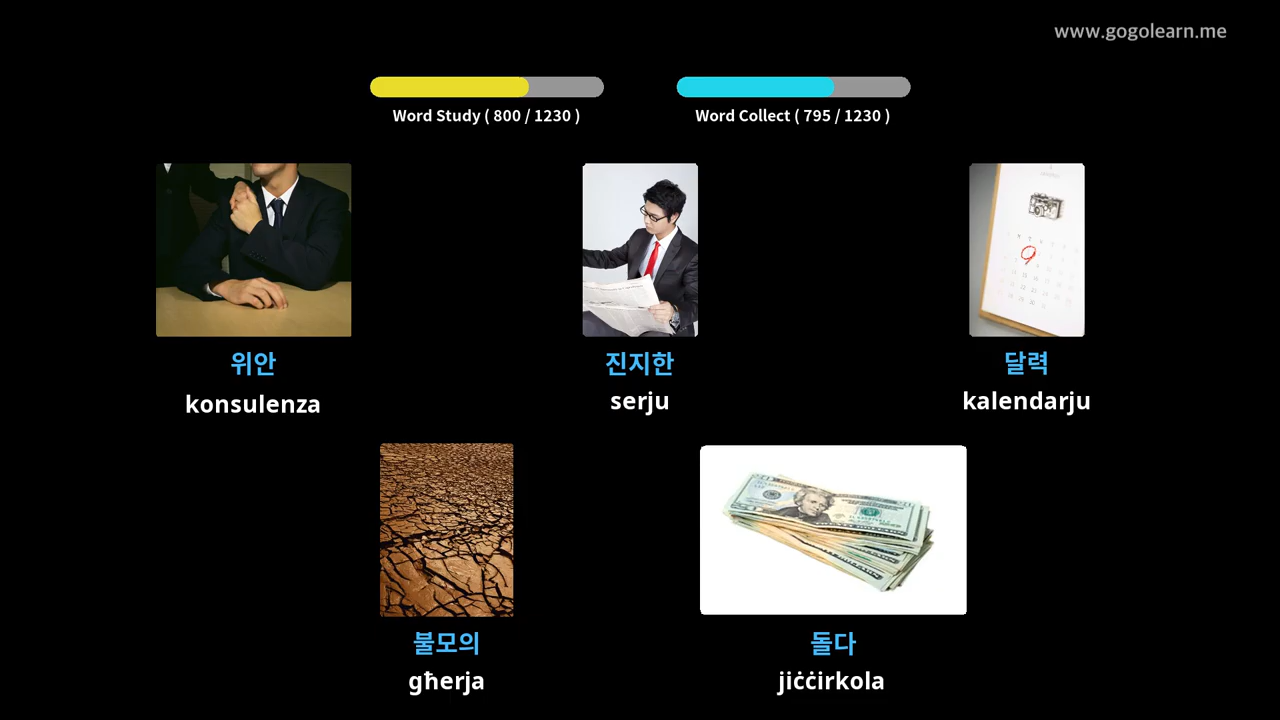 www.gogolearn.me
Word Study ( 800 / 1230 )
Word Collect ( 795 / 1230 )
위안
konsulenza
진지한
serju
달력
kalendarju
불모의
għerja
돌다
jiċċirkola